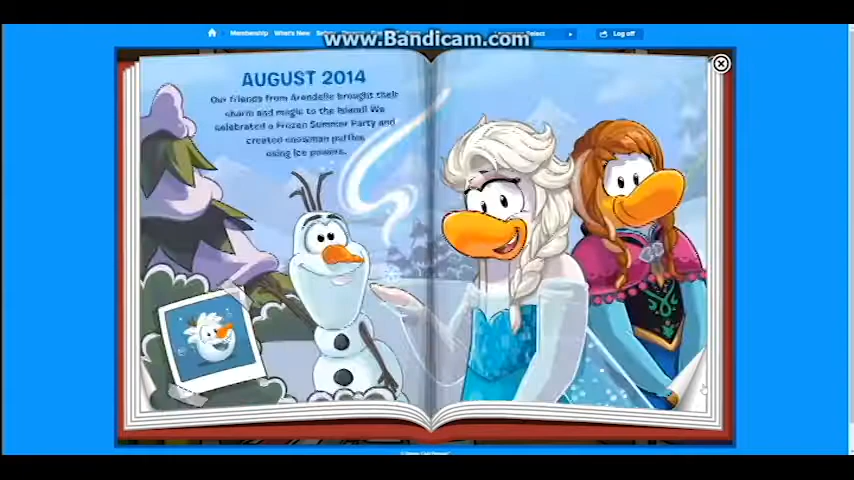 Membership What's New
Log off
www.Bandicam.com
AUGUST 2014
Our friends from Arendelle brought their
charm and magic to the Island! We
celebrated a Frozen Summer Party and
created snowman puffles
using ice powers.